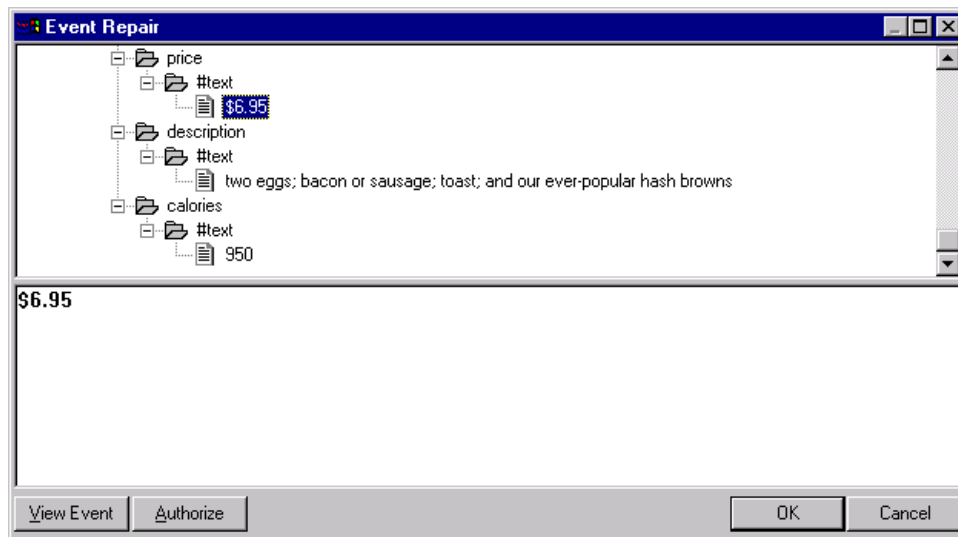 Event Repair
price
#text
$6.95
description
#text
two eggs; bacon or sausage; toast; and our ever-popular hash browns
calories
#text
950
$6.95
View Event Authorize OK Cancel